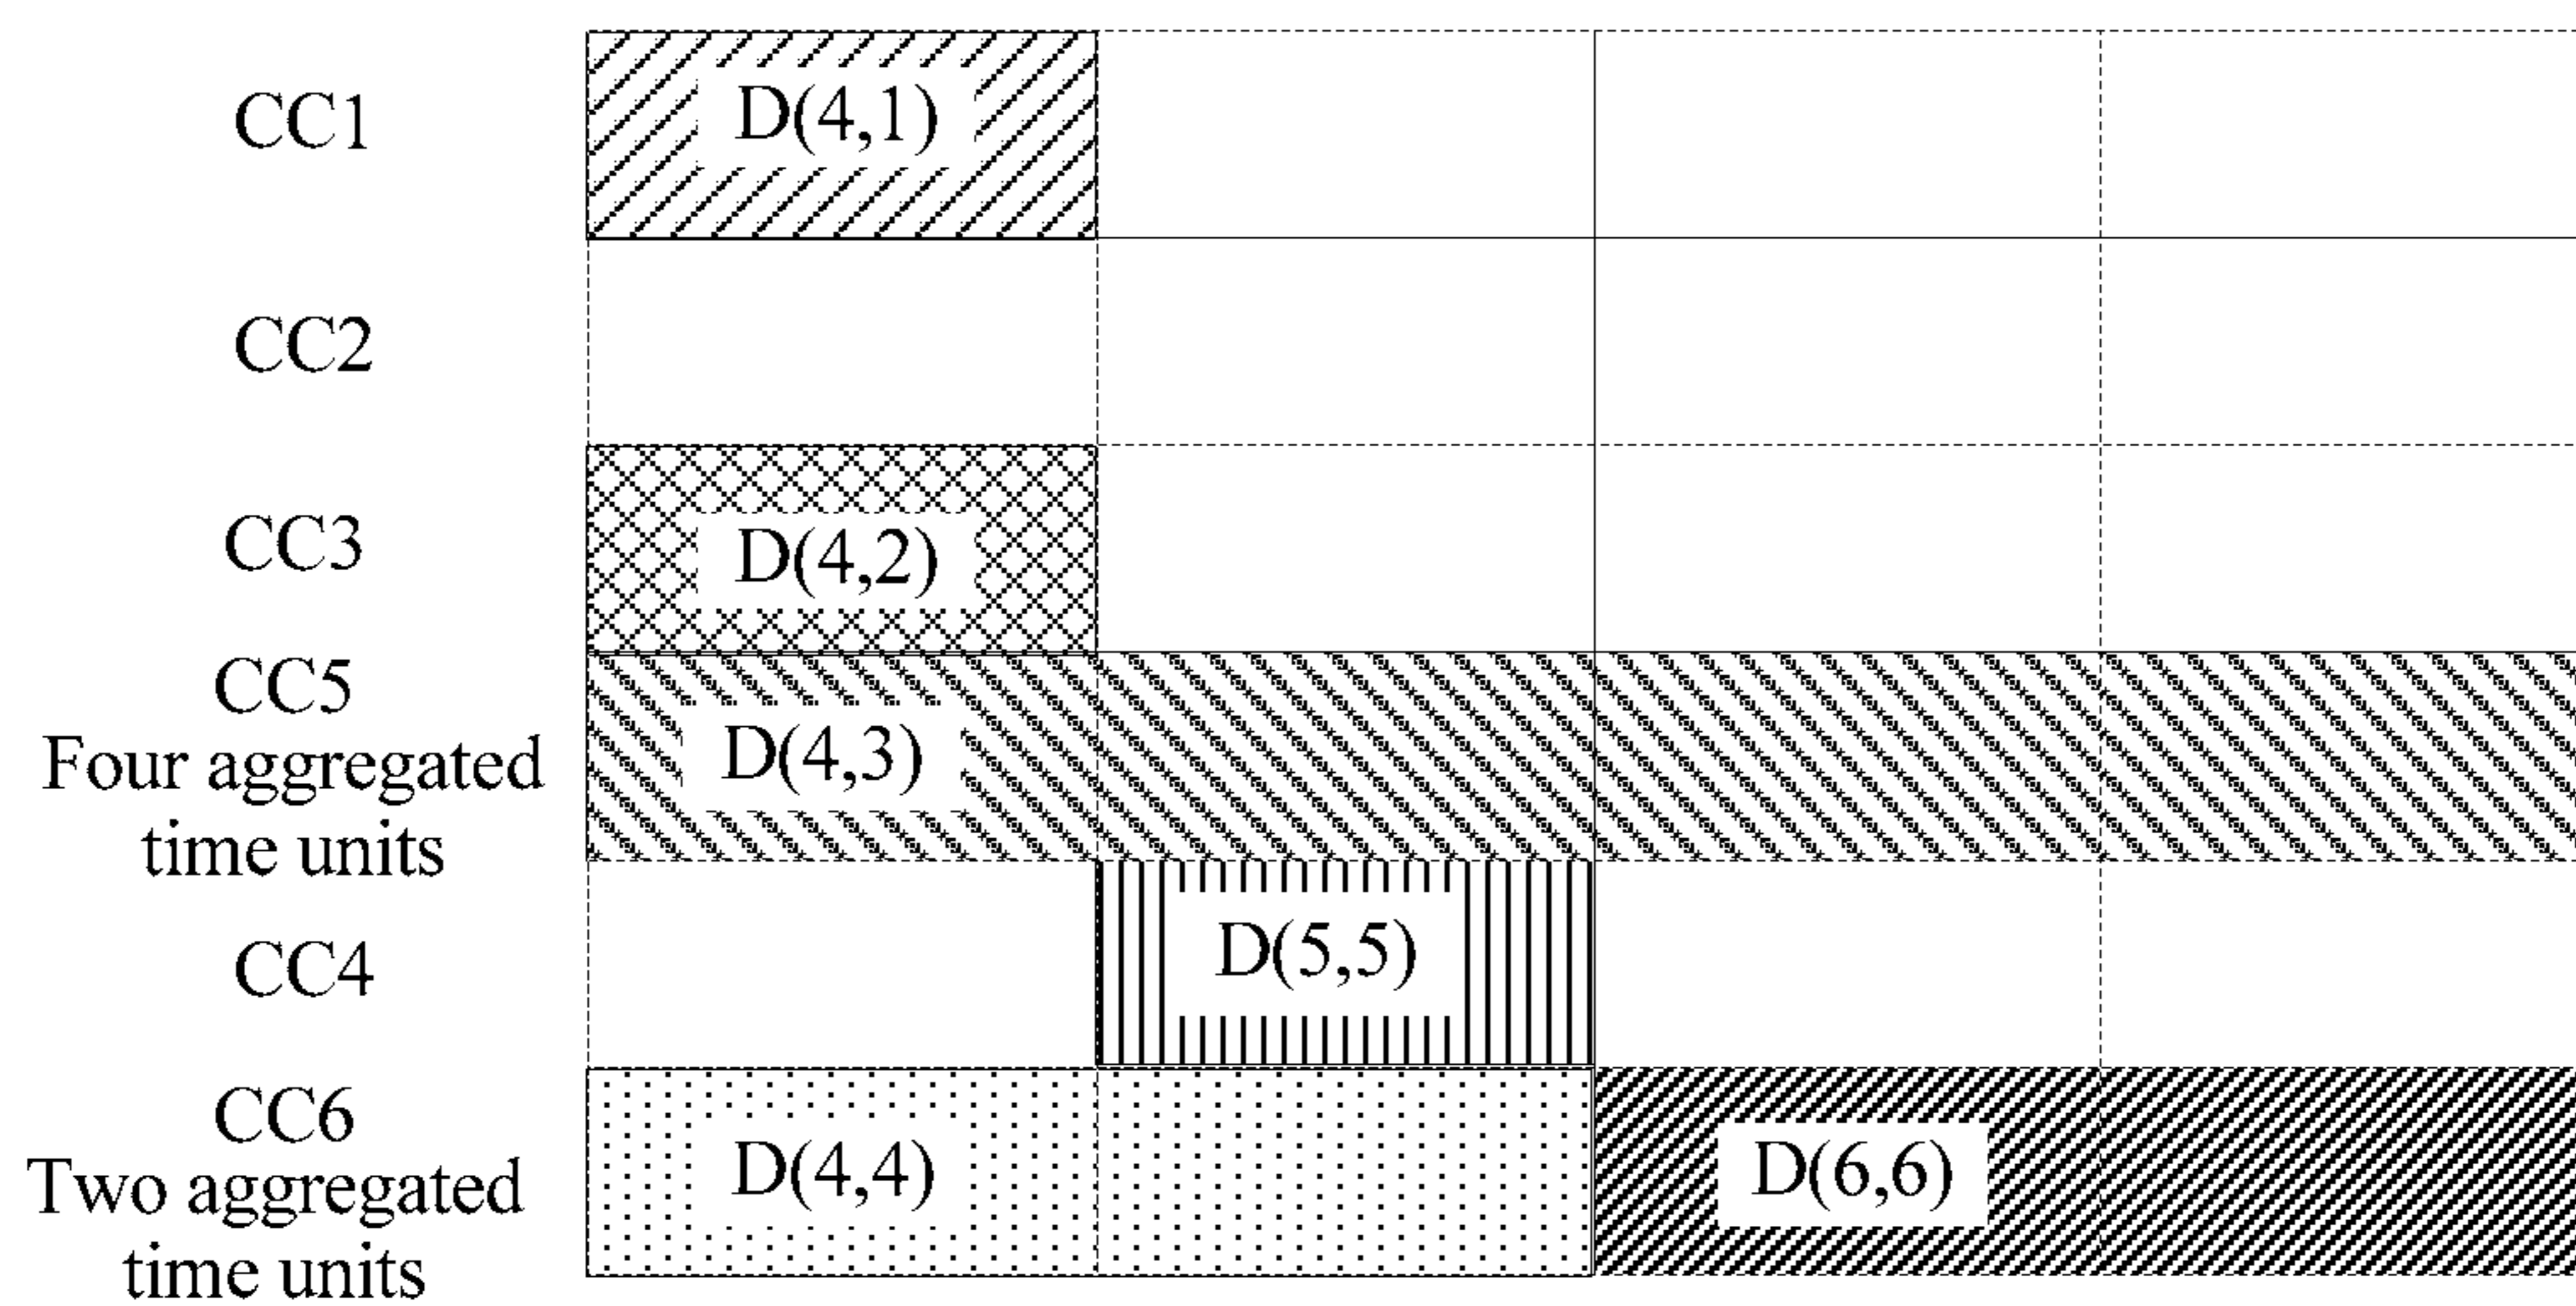 CC1
D(4,1)
CC2
CC3
D(4,2)
CC5
Four aggregated
time units
D(4,3)
CC4
D(5,5)
CC6
Two aggregated
time units
D(4,4)
D(6,6)